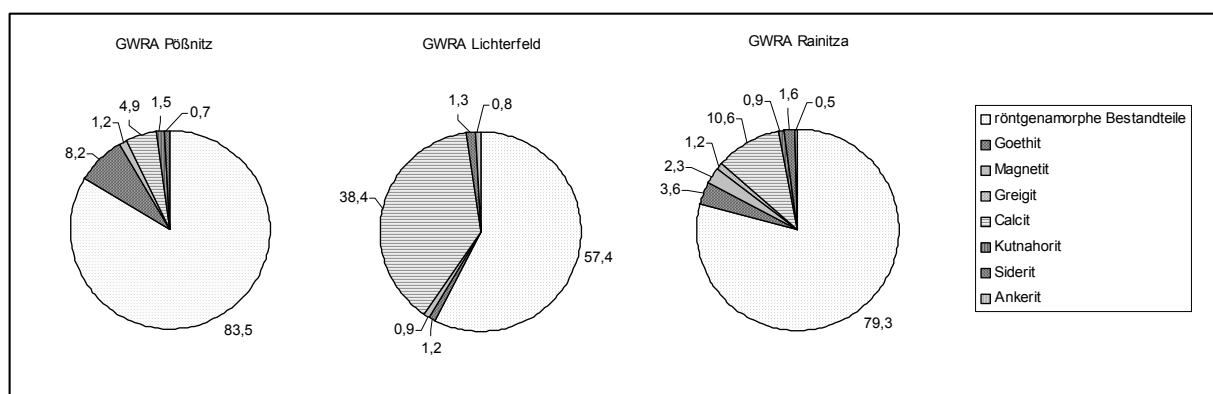 GWRA Pößnitz
4,9
1,5
0,7
1,2
8,2
83,5
GWRA Lichterfeld
1,3
0,8
38,4
57,4
0,9
1,2
GWRA Rainitza
0,9
1,6
0,5
10,6
1,2
2,3
3,6
79,3
röntgenamorphe Bestandteile
Goethit
Magnetit
Greigit
Calcit
Kutnahorit
Siderit
Ankerit